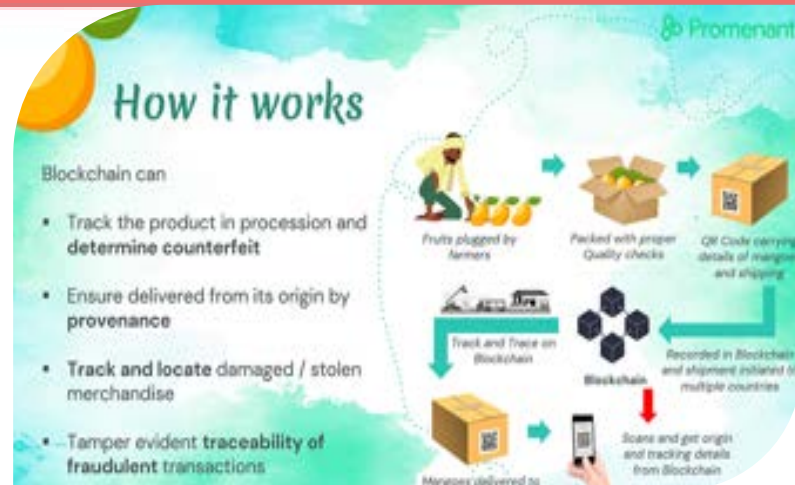 Promenant
How it works
Blockchain can
▪ Track the product in procession and
determine counterfeit
▪ Ensure delivered from its origin by
provenance
▪ Track and locate damaged / stolen
merchandise
▪ Tamper evident traceability of
fraudulent transactions
Fruits plugged by
farmers
Packed with proper
Quality checks
QR Code carrying
details of mangoes
and shipping
Track and Trace on
Blockchain
Blockchain
Recorded in Blockchain
and shipment initiated to
multiple countries
Scans and get origin
and tracking details
from Blockchain
Mangoes delivered to